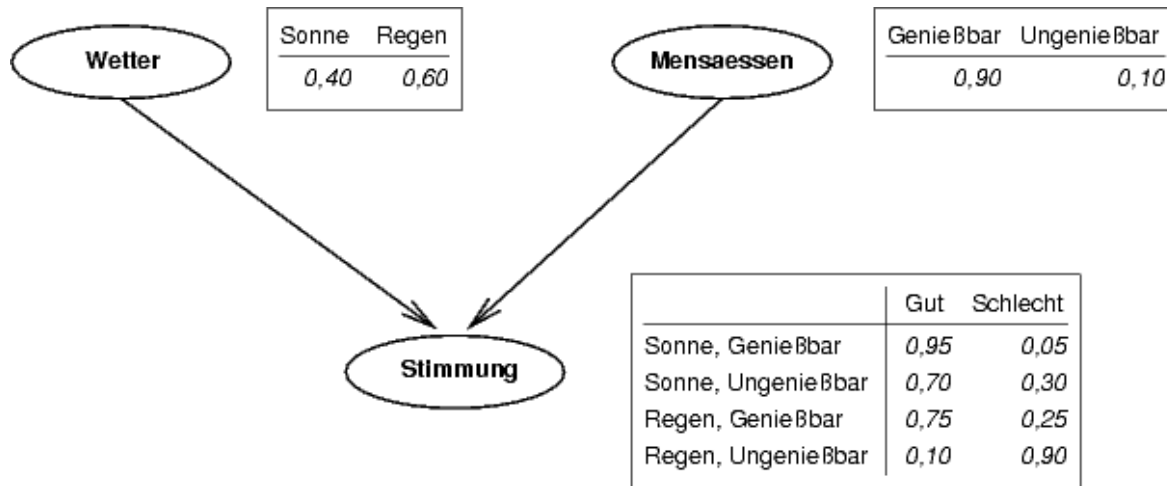 Wetter
Sonne Regen
0,40 0,60
Mensaessen
Genießbar Ungenießbar
0,90 0,10
Stimmung
Gut Schlecht
Sonne, Genießbar 0,95 0,05
Sonne, Ungenießbar 0,70 0,30
Regen, Genießbar 0,75 0,25
Regen, Ungenießbar 0,10 0,90